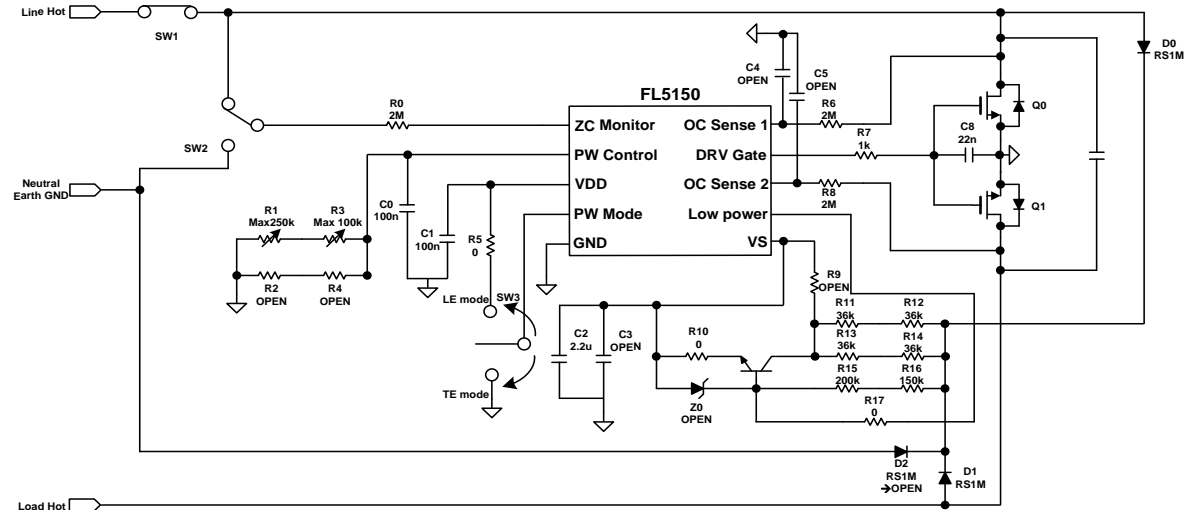 Line Hot
SW1
D0
RS1M
C4
OPEN
C5
OPEN
FL5150
R0
2M
R6
2M
Q0
ZC Monitor
OC Sense 1
R7
1k
C8
22n
SW2
PW Control
DRV Gate
Neutral
Earth GND
VDD
OC Sense 2
R8
2M
Q1
R1
Max250k
R3
Max 100k
C0
100n
PW Mode
Low power
C1
100n
R5
0
GND
VS
R2
OPEN
R4
OPEN
R9
OPEN
LE mode
SW3
R11
36k
R12
36k
C2
2.2u
C3
OPEN
R10
0
R13
36k
R14
36k
R15
200k
R16
150k
TE mode
Z0
OPEN
R17
0
D2
RS1M
→OPEN
D1
RS1M
Load Hot